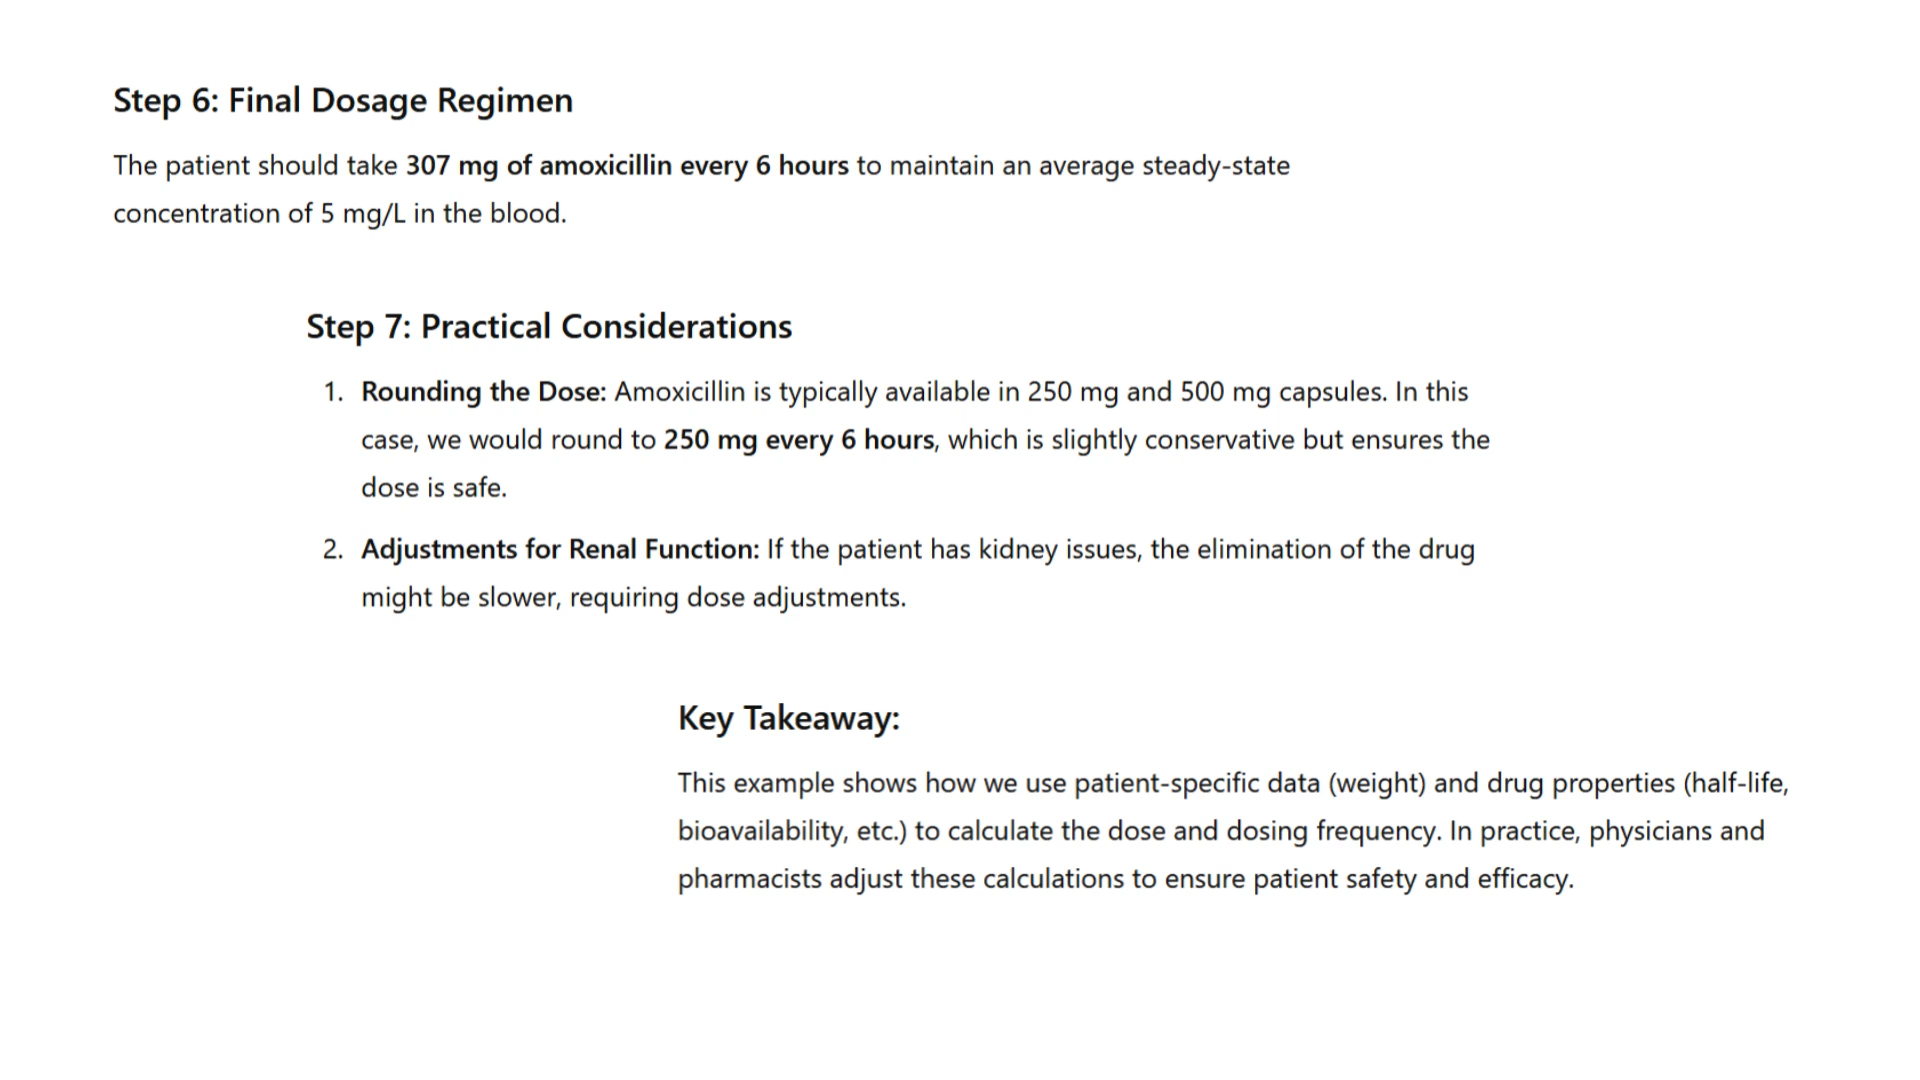 Step 6: Final Dosage Regimen
The patient should take 307 mg of amoxicillin every 6 hours to maintain an average steady-state
concentration of 5 mg/L in the blood.
Step 7: Practical Considerations
1. Rounding the Dose: Amoxicillin is typically available in 250 mg and 500 mg capsules. In this
case, we would round to 250 mg every 6 hours, which is slightly conservative but ensures the
dose is safe.
2. Adjustments for Renal Function: If the patient has kidney issues, the elimination of the drug
might be slower, requiring dose adjustments.
Key Takeaway:
This example shows how we use patient-specific data (weight) and drug properties (half-life,
bioavailability, etc.) to calculate the dose and dosing frequency. In practice, physicians and
pharmacists adjust these calculations to ensure patient safety and efficacy.